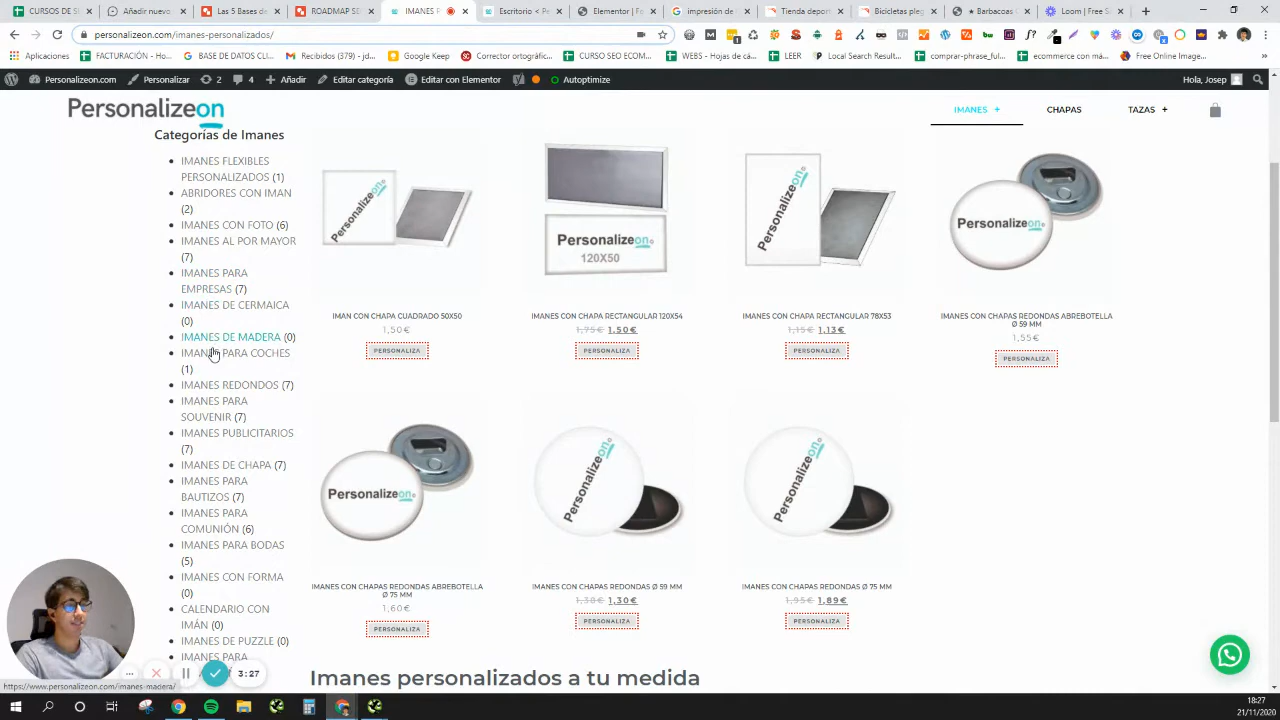 CURSOS DE SE
Añadir nuevo
Las 5 Bases d
ROADMAP SE
IMANES P
Escritorio < P
Elementor | F
impresión de
Tienda depor
Bicicletas pleg
★ Barbacoas
Loom | Free S
personalizeon.com/imanes-personalizados/
Aplicaciones
FACTURACIÓN - Ho...
BASE DATOS cl...
Recibidos (379) - jd...
Google Keep
Corrector ortográfic...
CURSO SEO ECOM...
WEBS - Hojas de cá...
LEER
Local Search Result...
comprar-phrase_ful...
ecommerce con má...
Free Online Image...
Personalizeon.com
Personalizar
2
4
Añadir
Editar categoría
Editar con Elementor
Autoptimize
Hola, Josep
Personalizeon
IMANES +
CHAPAS
TAZAS +
Categorías de Imanes
IMANES FLEXIBLES
PERSONALIZADOS (1)
ABRIDORES CON IMAN
(2)
IMANES CON FOTO (6)
IMANES AL POR MAYOR
(7)
IMANES PARA
EMPRESAS (7)
IMANES DE CERMAICA
(0)
IMANES DE MADERA (0)
IMANES PARA COCHES
(1)
IMANES REDONDOS (7)
IMANES PARA
SOUVENIR (7)
IMANES PUBLICITARIOS
(7)
IMANES DE CHAPA (7)
IMANES PARA
BAUTIZOS (7)
IMANES PARA
COMUNIÓN (6)
IMANES PARA BODAS
(5)
IMANES CON FORMA
(0)
CALENDARIO CON
IMÁN (0)
IMANES DE PUZZLE (0)
IMANES PARA
Personalizeon
Personalizeon
120X50
Personalizeon
Personalizeon
IMAN CON CHAPA CUADRADO 50X50
1,50€
PERSONALIZA
IMANES CON CHAPA RECTANGULAR 120X54
1,75€ 1,50€
PERSONALIZA
IMANES CON CHAPA RECTANGULAR 78X53
1,15€ 1,13€
PERSONALIZA
IMANES CON CHAPAS REDONDAS ABREBOTELLA
Ø 59 MM
1,55€
PERSONALIZA
Personalizeon
Personalizeon
Personalizeon
IMANES CON CHAPAS REDONDAS ABREBOTELLA
Ø 75 MM
1,60€
PERSONALIZA
IMANES CON CHAPAS REDONDAS Ø 59 MM
1,38€ 1,30€
PERSONALIZA
IMANES CON CHAPAS REDONDAS Ø 75 MM
1,95€ 1,89€
PERSONALIZA
Imanes personalizados a tu medida
3:27
https://www.personalizeon.com/imanes-madera/
18:27
21/11/2020